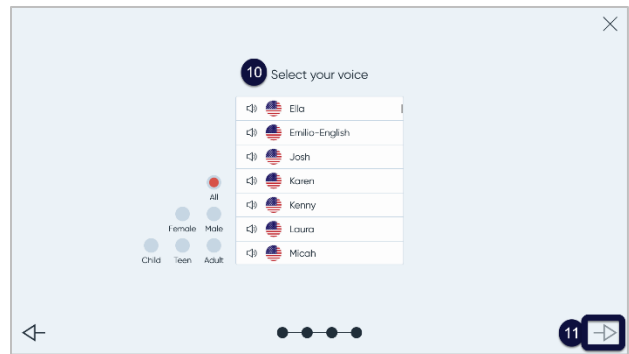 10 Select your voice
Ella
Emilio-English
Josh
Karen
Kenny
Laura
Micah
All
Female Male
Child Teen Adult
11